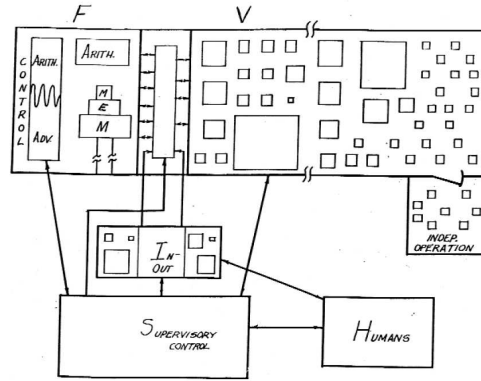 F
V
CONTROL
ARITH.
ADV.
ARITH.
M
E
M
IN-
OUT
INDEP.
OPERATION
SUPERVISORY
CONTROL
HUMANS